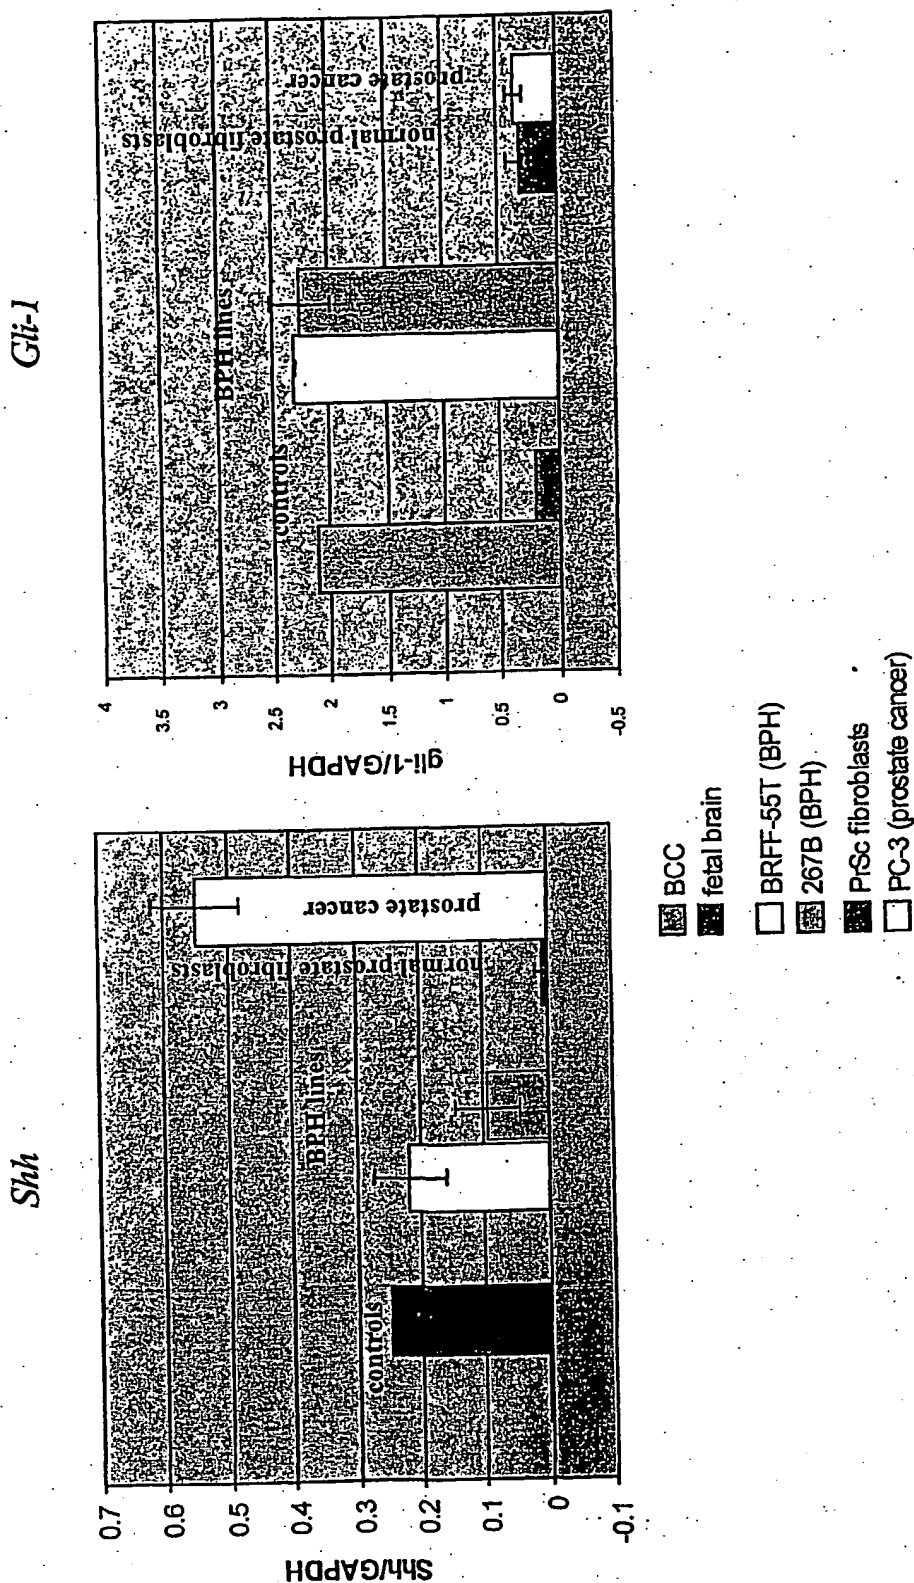 Shh
Shh/GAPDH
0.7
0.6
0.5
0.4
0.3
0.2
0.1
0
-0.1
controls
BPH lines
normal prostate fibroblasts
prostate cancer
Gli-1
gli-1/GAPDH
4
3.5
3
2.5
2
1.5
1
0.5
0
-0.5
controls
BPH lines
normal prostate fibroblasts
prostate cancer
BCC
fetal brain
BRFF-55T (BPH)
267B (BPH)
PrSc fibroblasts
PC-3 (prostate cancer)